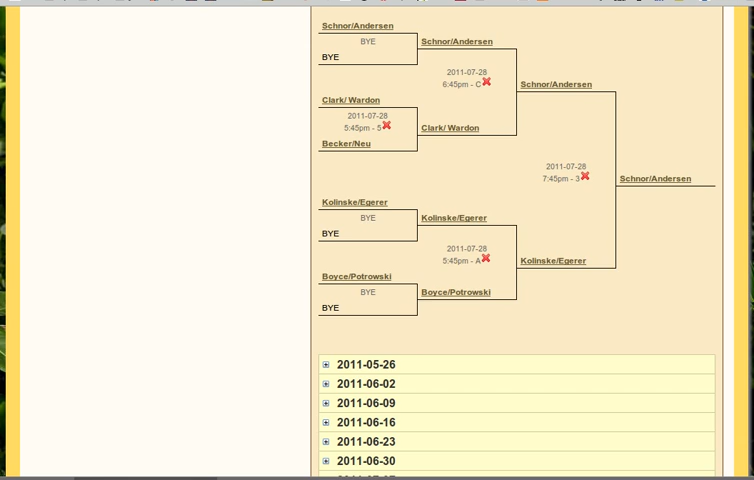 Schnor/Andersen
BYE
BYE
Schnor/Andersen
2011-07-28
6:45pm - C
Schnor/Andersen
Clark/ Wardon
2011-07-28
5:45pm - 5
Becker/Neu
Clark/ Wardon
2011-07-28
7:45pm - 3
Schnor/Andersen
Kolinske/Egerer
BYE
BYE
Kolinske/Egerer
2011-07-28
5:45pm - A
Kolinske/Egerer
Boyce/Potrowski
BYE
BYE
Boyce/Potrowski
2011-05-26
2011-06-02
2011-06-09
2011-06-16
2011-06-23
2011-06-30